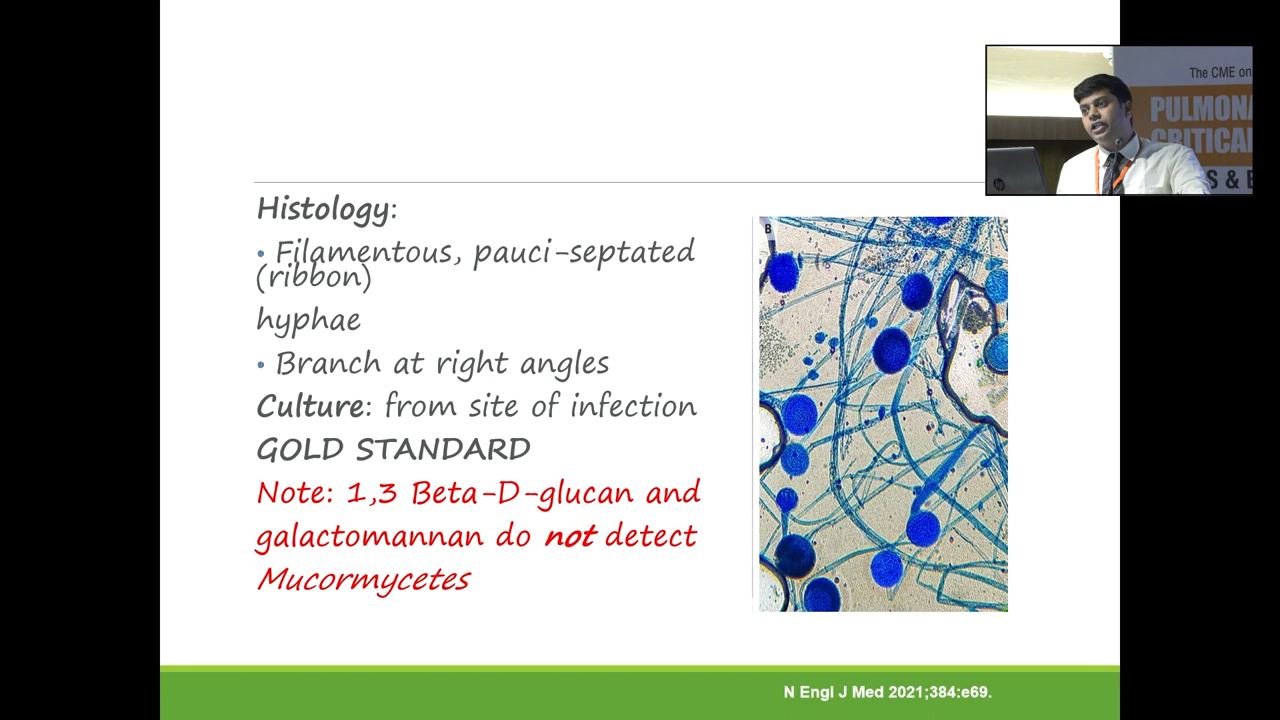 The CME on
PULMONA
CRITICAL
S & E
Histology:
• Filamentous, pauci-septated
(ribbon)
hyphae
• Branch at right angles
Culture: from site of infection
GOLD STANDARD
Note: 1,3 Beta-D-glucan and
galactomannan do not detect
Mucormycetes
B
N Engl J Med 2021;384:e69.